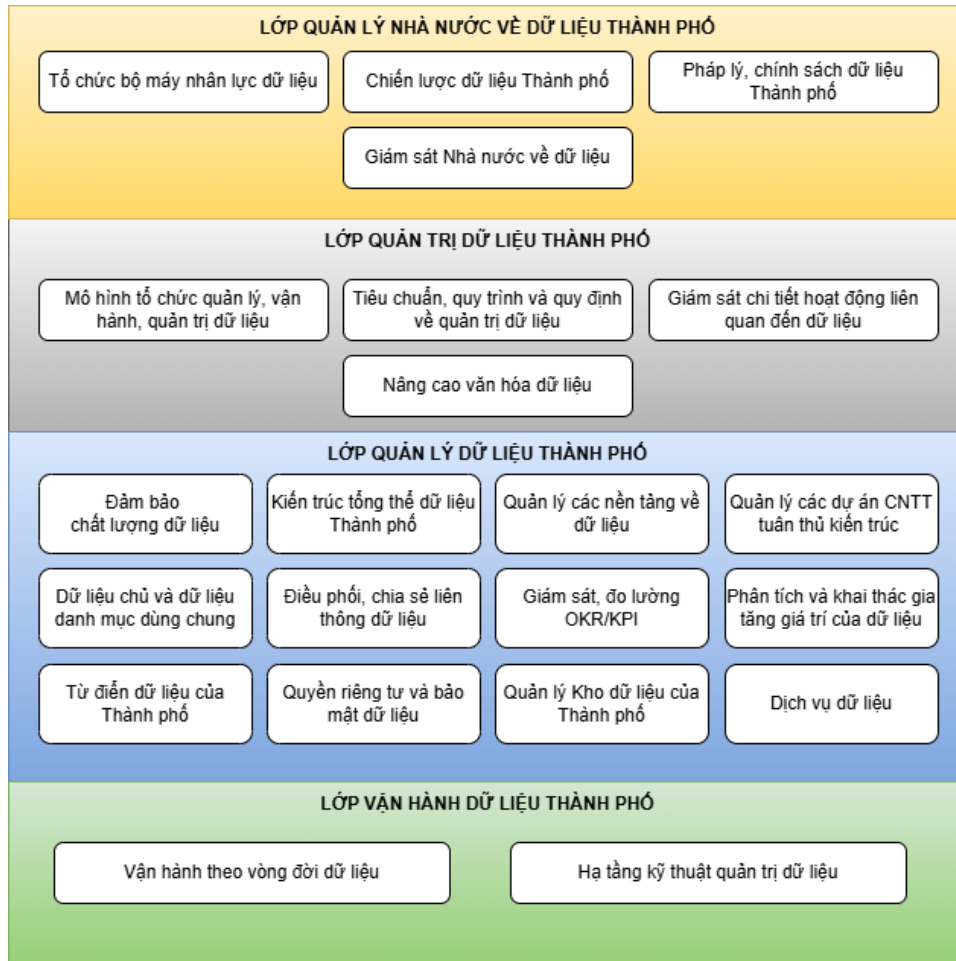 LỚP QUẢN LÝ NHÀ NƯỚC VỀ DỮ LIỆU THÀNH PHỐ
Tổ chức bộ máy nhân lực dữ liệu
Chiến lược dữ liệu Thành phố
Pháp lý, chính sách dữ liệu
Thành phố
Giám sát Nhà nước về dữ liệu
LỚP QUẢN TRỊ DỮ LIỆU THÀNH PHỐ
Mô hình tổ chức quản lý, vận
hành, quản trị dữ liệu
Tiêu chuẩn, quy trình và quy định
về quản trị dữ liệu
Giám sát chi tiết hoạt động liên
quan đến dữ liệu
Nâng cao văn hóa dữ liệu
LỚP QUẢN LÝ DỮ LIỆU THÀNH PHỐ
Đảm bảo
chất lượng dữ liệu
Kiến trúc tổng thể dữ liệu
Thành phố
Quản lý các nền tảng về
dữ liệu
Quản lý các dự án CNTT
tuân thủ kiến trúc
Dữ liệu chủ và dữ liệu
danh mục dùng chung
Điều phối, chia sẻ liên
thông dữ liệu
Giám sát, đo lường
OKR/KPI
Phân tích và khai thác gia
tăng giá trí của dữ liệu
Từ điển dữ liệu của
Thành phố
Quyền riêng tư và bảo
mật dữ liệu
Quản lý Kho dữ liệu của
Thành phố
Dịch vụ dữ liệu
LỚP VẬN HÀNH DỮ LIỆU THÀNH PHỐ
Vận hành theo vòng đời dữ liệu
Hạ tầng kỹ thuật quản trị dữ liệu